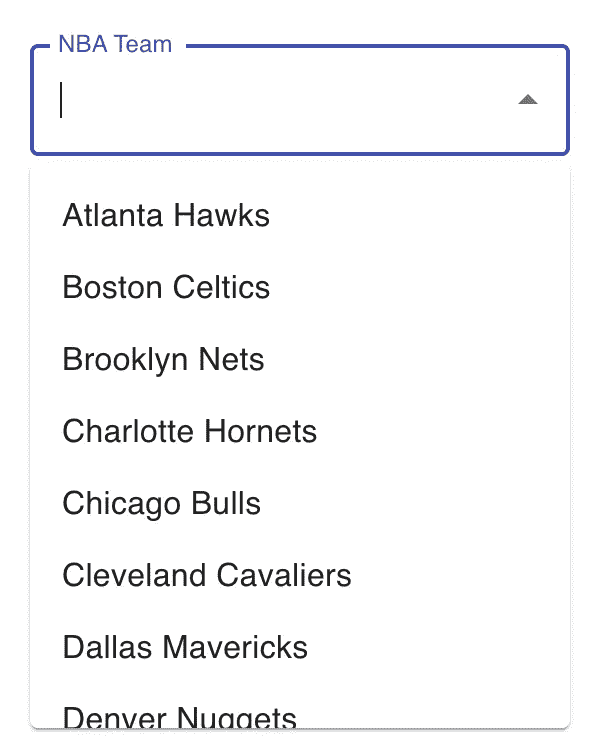 NBA Team
Atlanta Hawks
Boston Celtics
Brooklyn Nets
Charlotte Hornets
Chicago Bulls
Cleveland Cavaliers
Dallas Mavericks
Denver Nuggets